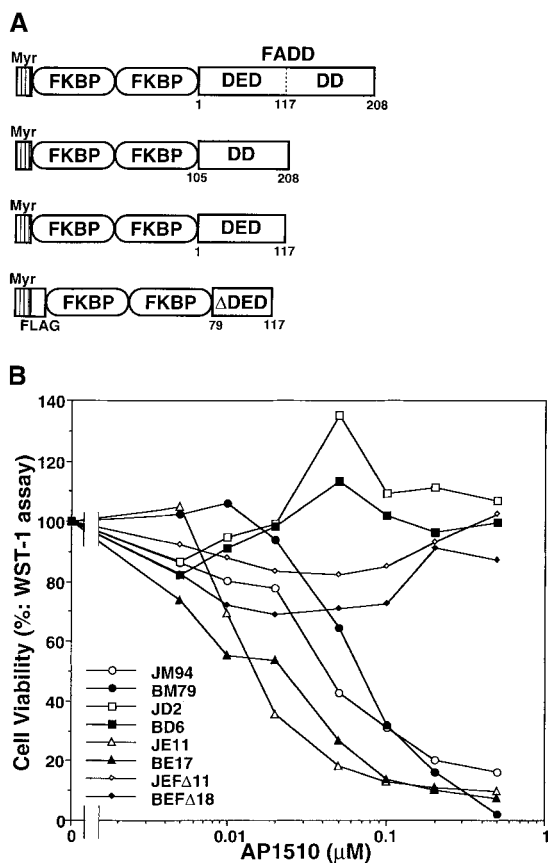 A
FADD
Myr
FKBP FKBP DED DD
1 117 208
Myr
FKBP FKBP DD
105 208
Myr
FKBP FKBP DED
1 117
Myr
FKBP FKBP ΔDED
FLAG 79 117
B
140
120
100
80
60
40
20
0
Cell Viability (%: WST-1 assay)
JM94
BM79
JD2
BD6
JE11
BE17
JEFΔ11
BEFΔ18
0 0.01 0.1 1
AP1510 (μM)